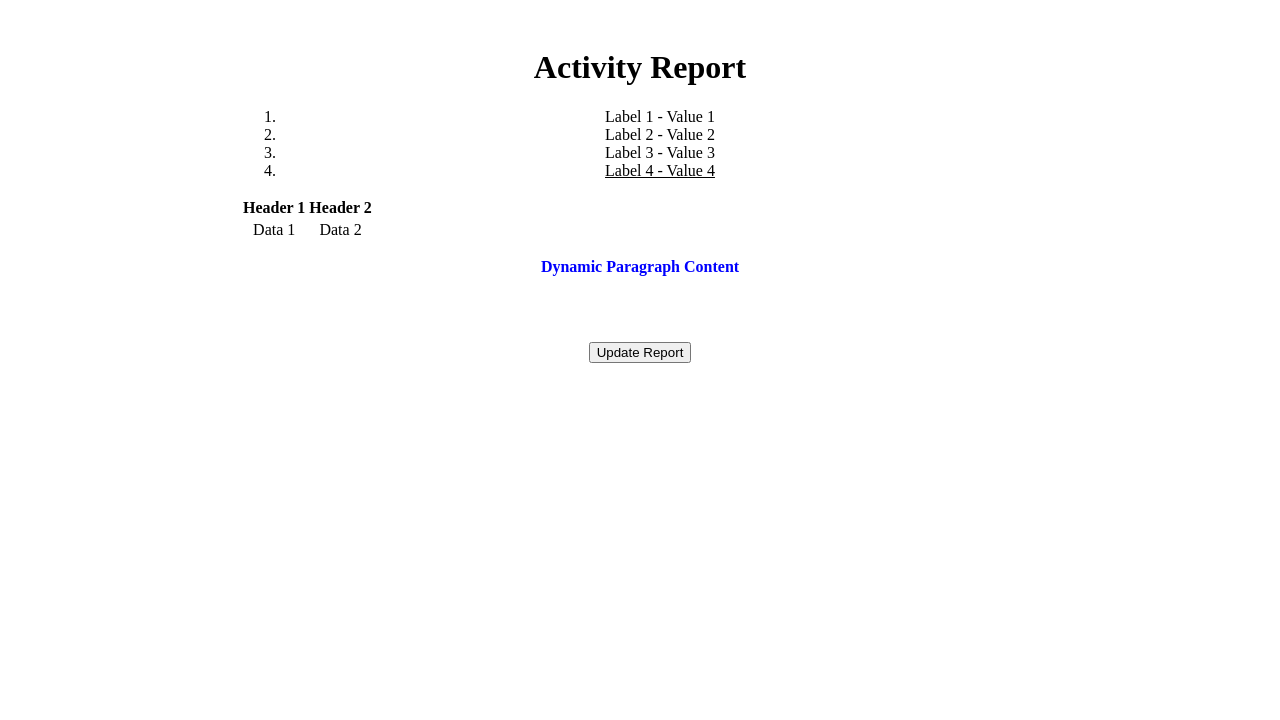 Activity Report
1. Label 1 - Value 1
2. Label 2 - Value 2
3. Label 3 - Value 3
4. Label 4 - Value 4
Header 1 Header 2
Data 1 Data 2
Dynamic Paragraph Content
Update Report